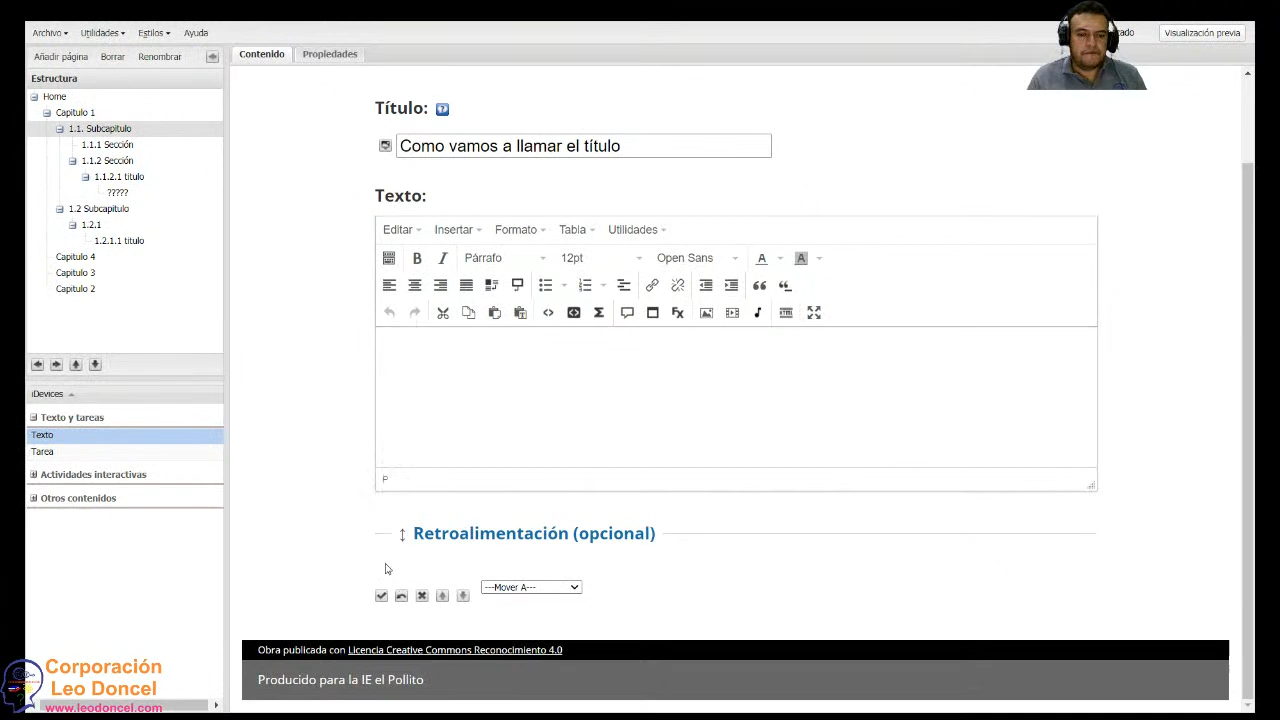 Archivo Utilidades Estilos Ayuda
Visualización previa
Añadir página Borrar Renombrar
Estructura
Home
Capitulo 1
1.1. Subcapitulo
1.1.1 Sección
1.1.2 Sección
1.1.2.1 titulo
?????
1.2 Subcapitulo
1.2.1
1.2.1.1 titulo
Capitulo 4
Capitulo 3
Capitulo 2
iDevices
Texto y tareas
Texto
Tarea
Actividades interactivas
Otros contenidos
Contenido Propiedades
Título:
Como vamos a llamar el título
Texto:
Editar Insertar Formato Tabla Utilidades
Párrafo 12pt Open Sans
P
Retroalimentación (opcional)
---Mover A---
Obra publicada con Licencia Creative Commons Reconocimiento 4.0
Producido para la IE el Pollito
Corporación
Leo Doncel
www.leodoncel.com